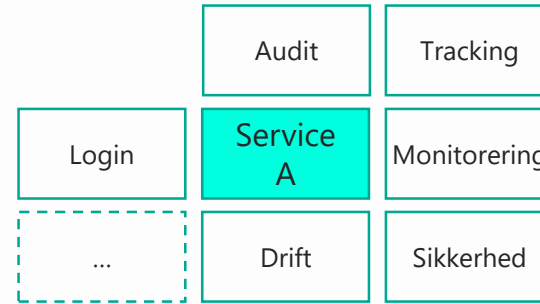 Audit
Tracking
Login
Service
A
Monitorering
...
Drift
Sikkerhed